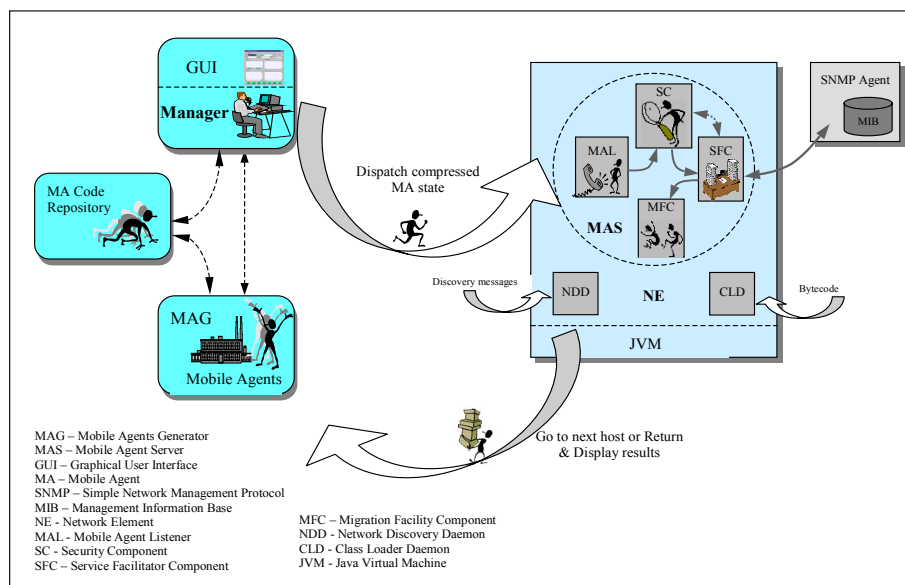 GUI
Manager
MA Code
Repository
MAG
Mobile Agents
Dispatch compressed
MA state
SC
MAL
SFC
MFC
MAS
SNMP Agent
MIB
Discovery messages
NDD
NE
CLD
Bytecode
JVM
Go to next host or Return
& Display results
MAG – Mobile Agents Generator
MAS – Mobile Agent Server
GUI – Graphical User Interface
MA – Mobile Agent
SNMP – Simple Network Management Protocol
MIB – Management Information Base
NE - Network Element
MAL - Mobile Agent Listener
SC - Security Component
SFC – Service Facilitator Component
MFC – Migration Facility Component
NDD - Network Discovery Daemon
CLD - Class Loader Daemon
JVM - Java Virtual Machine